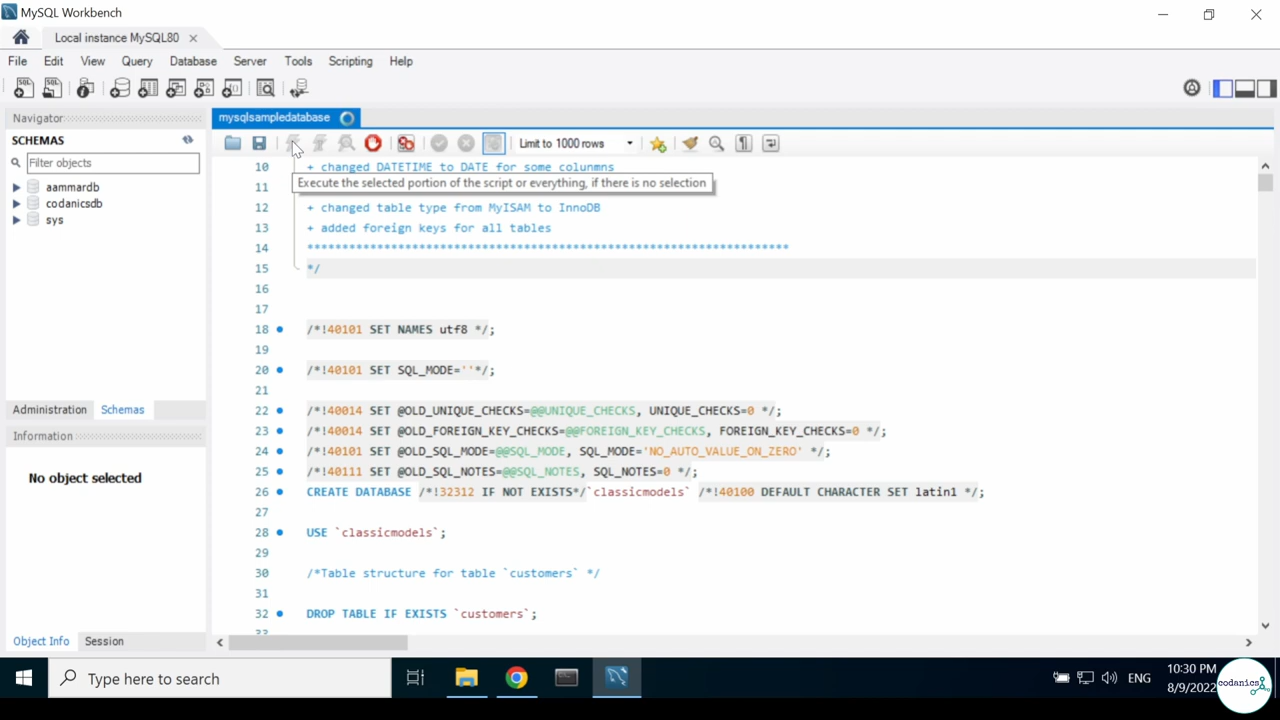 MySQL Workbench
Local instance MySQL80
File Edit View Query Database Server Tools Scripting Help
Navigator
SCHEMAS
Filter objects
aammardb
codanicsdb
sys
Administration Schemas
Information
No object selected
Object Info Session
mysqlsampledatabase
Limit to 1000 rows
10 + changed DATETIME to DATE for some colunmns
Execute the selected portion of the script or everything, if there is no selection
11
12 + changed table type from MyISAM to InnoDB
13 + added foreign keys for all tables
14 *********************************************************************
15 */
16
17
18 /*!40101 SET NAMES utf8 */;
19
20 /*!40101 SET SQL_MODE=''*/;
21
22 /*!40014 SET @OLD_UNIQUE_CHECKS=@@UNIQUE_CHECKS, UNIQUE_CHECKS=0 */;
23 /*!40014 SET @OLD_FOREIGN_KEY_CHECKS=@@FOREIGN_KEY_CHECKS, FOREIGN_KEY_CHECKS=0 */;
24 /*!40101 SET @OLD_SQL_MODE=@@SQL_MODE, SQL_MODE='NO_AUTO_VALUE_ON_ZERO' */;
25 /*!40111 SET @OLD_SQL_NOTES=@@SQL_NOTES, SQL_NOTES=0 */;
26 CREATE DATABASE /*!32312 IF NOT EXISTS*/`classicmodels` /*!40100 DEFAULT CHARACTER SET latin1 */;
27
28 USE `classicmodels`;
29
30 /*Table structure for table `customers` */
31
32 DROP TABLE IF EXISTS `customers`;
33
Type here to search
ENG
10:30 PM
8/9/2022
codanics